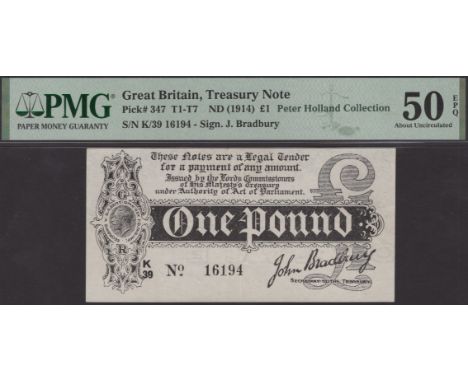 PMG
PAPER MONEY GUARANTY
Great Britain, Treasury Note
Pick# 347 T1-T7 ND (1914) £1 Peter Holland Collection
S/N K/39 16194 - Sign. J. Bradbury
50 EPQ
About Uncirculated
These Notes are a Legal Tender
for a payment of any amount.
Issued by the Lords Commissioners
of His Majesty's Treasury
under Authority of Act of Parliament.
£
G
One Pound
R
K
39
No 16194
John Bradbury
£1
Secretary to the Treasury.